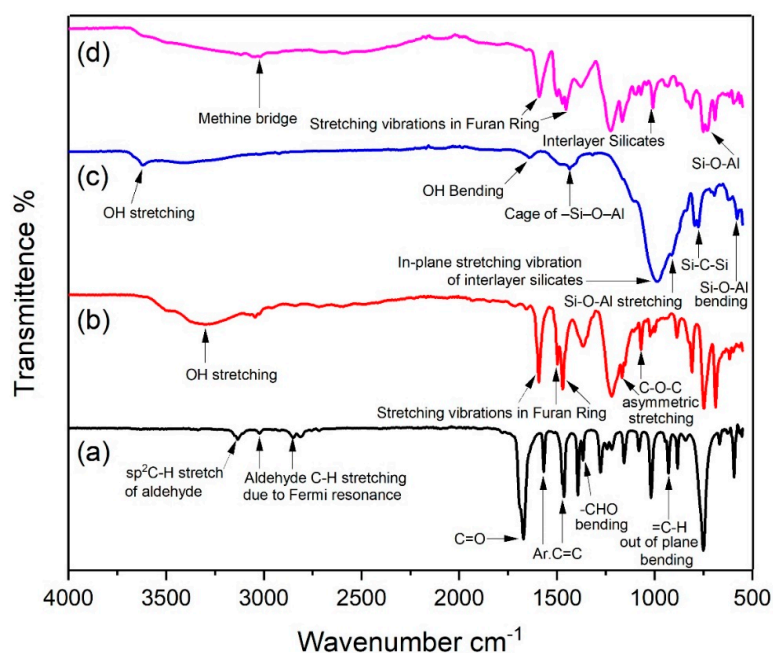 (d)
Methine bridge
Stretching vibrations in Furan Ring
Interlayer Silicates
Si-O-Al
(c)
OH stretching
OH Bending
Cage of –Si–O–Al
In-plane stretching vibration
of interlayer silicates
Si-O-Al stretching
Si-C-Si
Si-O-Al
bending
(b)
OH stretching
Stretching vibrations in Furan Ring
C-O-C
asymmetric
stretching
(a)
sp²C-H stretch
of aldehyde
Aldehyde C-H stretching
due to Fermi resonance
C=O
Ar.C=C
-CHO
bending
=C-H
out of plane
bending
4000 3500 3000 2500 2000 1500 1000 500
Wavenumber cm⁻¹
Transmittence %